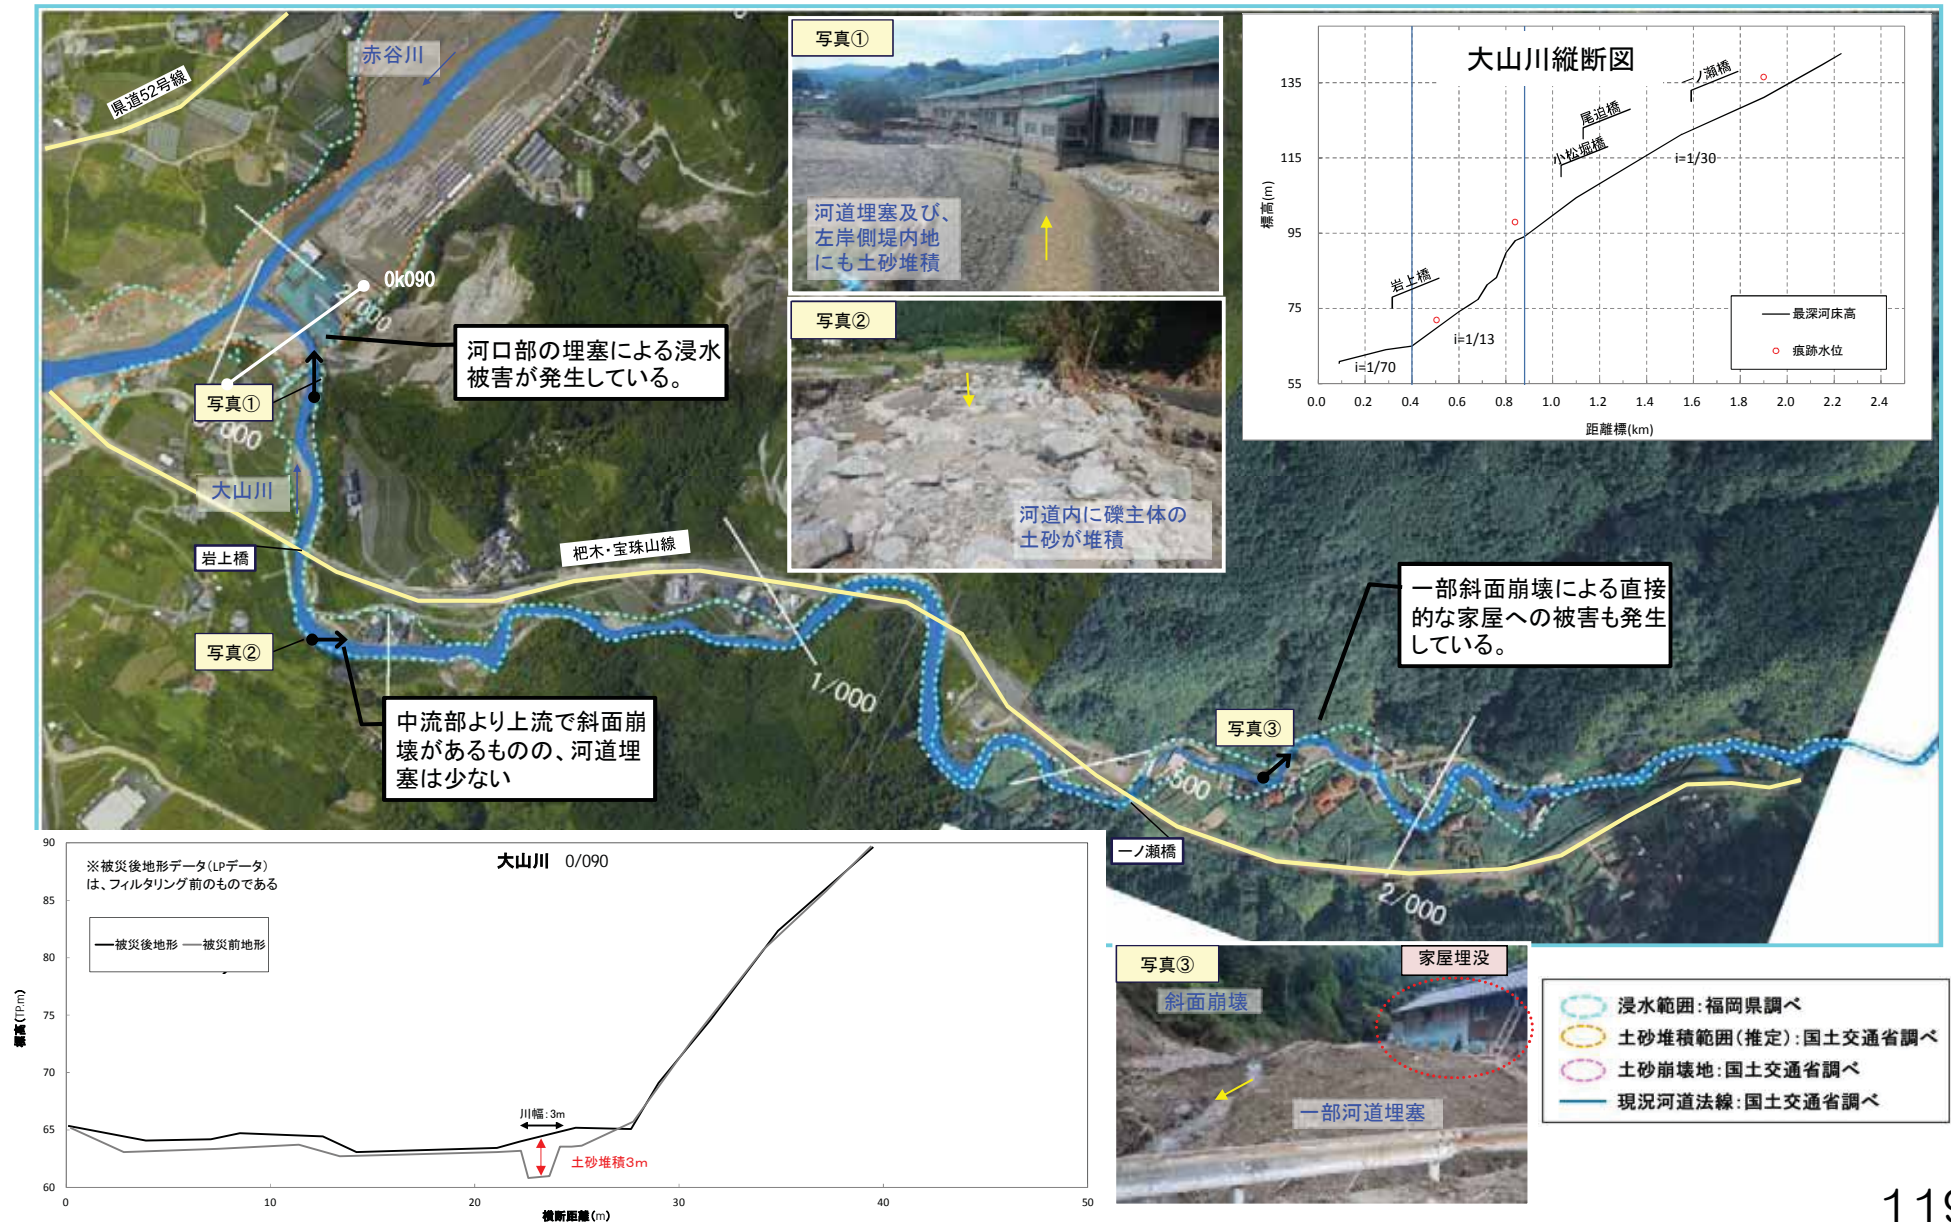 赤谷川
県道52号線
0k090
2/000
写真①
000
大山川
岩上橋
写真②
河口部の埋塞による浸水
被害が発生している。
中流部より上流で斜面崩
壊があるものの、河道埋
塞は少ない
杷木・宝珠山線
1/000
写真①
河道埋塞及び、
左岸側堤内地
にも土砂堆積
写真②
河道内に礫主体の
土砂が堆積
大山川縦断図
標高(m)
135
115
95
75
55
一ノ瀬橋
尾迫橋
小松堀橋
岩上橋
i=1/30
i=1/13
i=1/70
最深河床高
痕跡水位
0.0 0.2 0.4 0.6 0.8 1.0 1.2 1.4 1.6 1.8 2.0 2.2 2.4
距離標(km)
一部斜面崩壊による直接
的な家屋への被害も発生
している。
写真③
500
一ノ瀬橋
2/000
大山川 0/090
※被災後地形データ(LPデータ)
は、フィルタリング前のものである
被災後地形 被災前地形
標高(TP.m)
90
85
80
75
70
65
60
川幅:3m
土砂堆積3m
0 10 20 30 40 50
横断距離(m)
写真③
家屋埋没
斜面崩壊
一部河道埋塞
浸水範囲:福岡県調べ
土砂堆積範囲(推定):国土交通省調べ
土砂崩壊地:国土交通省調べ
現況河道法線:国土交通省調べ
119